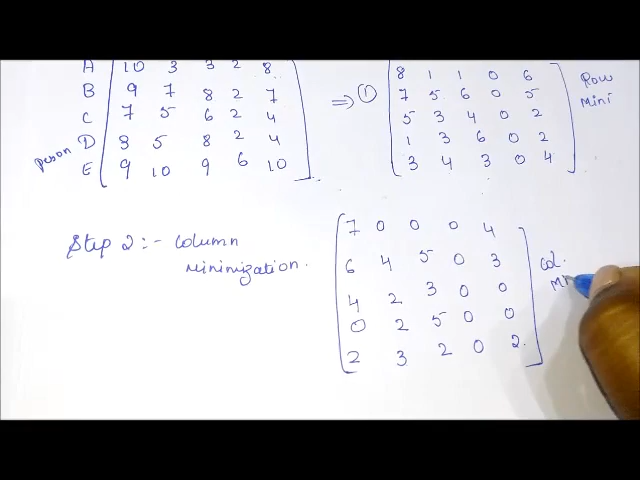 A 10 3 3 2 8
B 9 7 8 2 7
C 7 5 6 2 4
Peson D 3 5 8 2 4
E 9 10 9 6 10
⇒ ①
8 1 1 0 6
7 5 6 0 5
5 3 4 0 2
1 3 6 0 2
3 4 3 0 4
Row
Mini
Step 2 :- column
minimization.
7 0 0 0 4
6 4 5 0 3
4 2 3 0 0
0 2 5 0 0
2 3 2 0 2.
col.
Mi